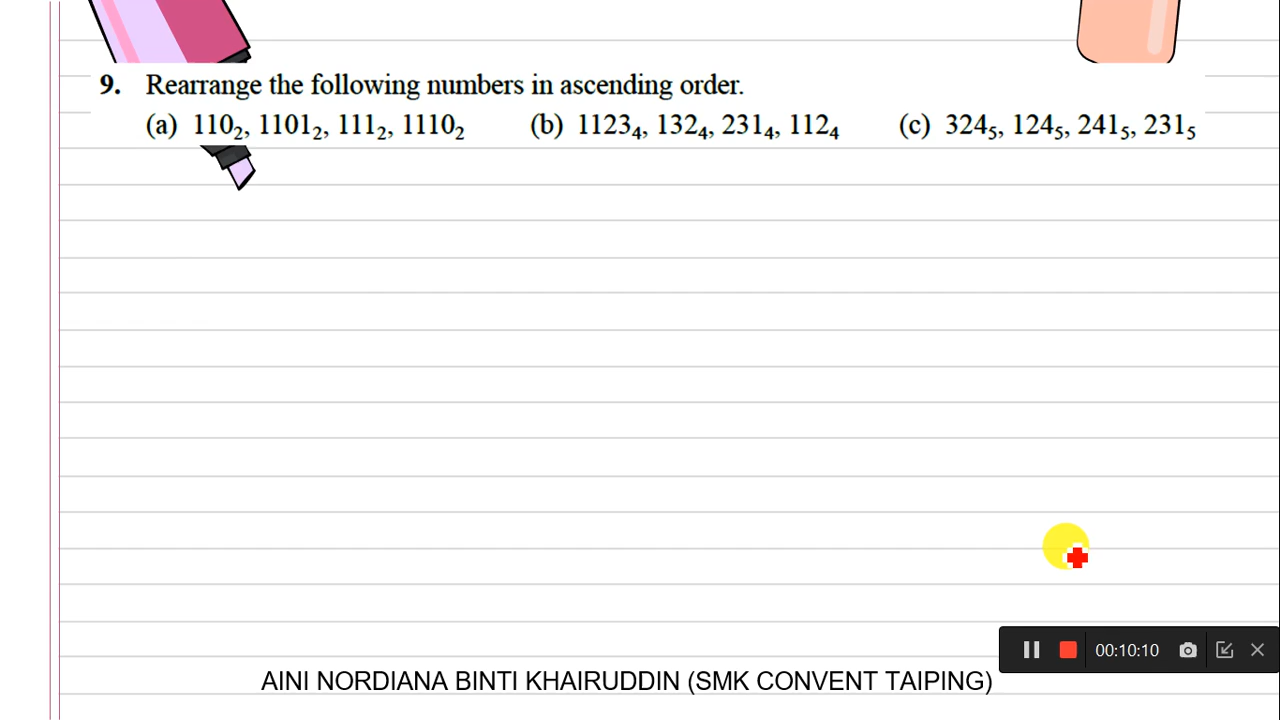 9. Rearrange the following numbers in ascending order.
(a) 110₂, 1101₂, 111₂, 1110₂ (b) 1123₄, 132₄, 231₄, 112₄ (c) 324₅, 124₅, 241₅, 231₅
00:10:10
AINI NORDIANA BINTI KHAIRUDDIN (SMK CONVENT TAIPING)